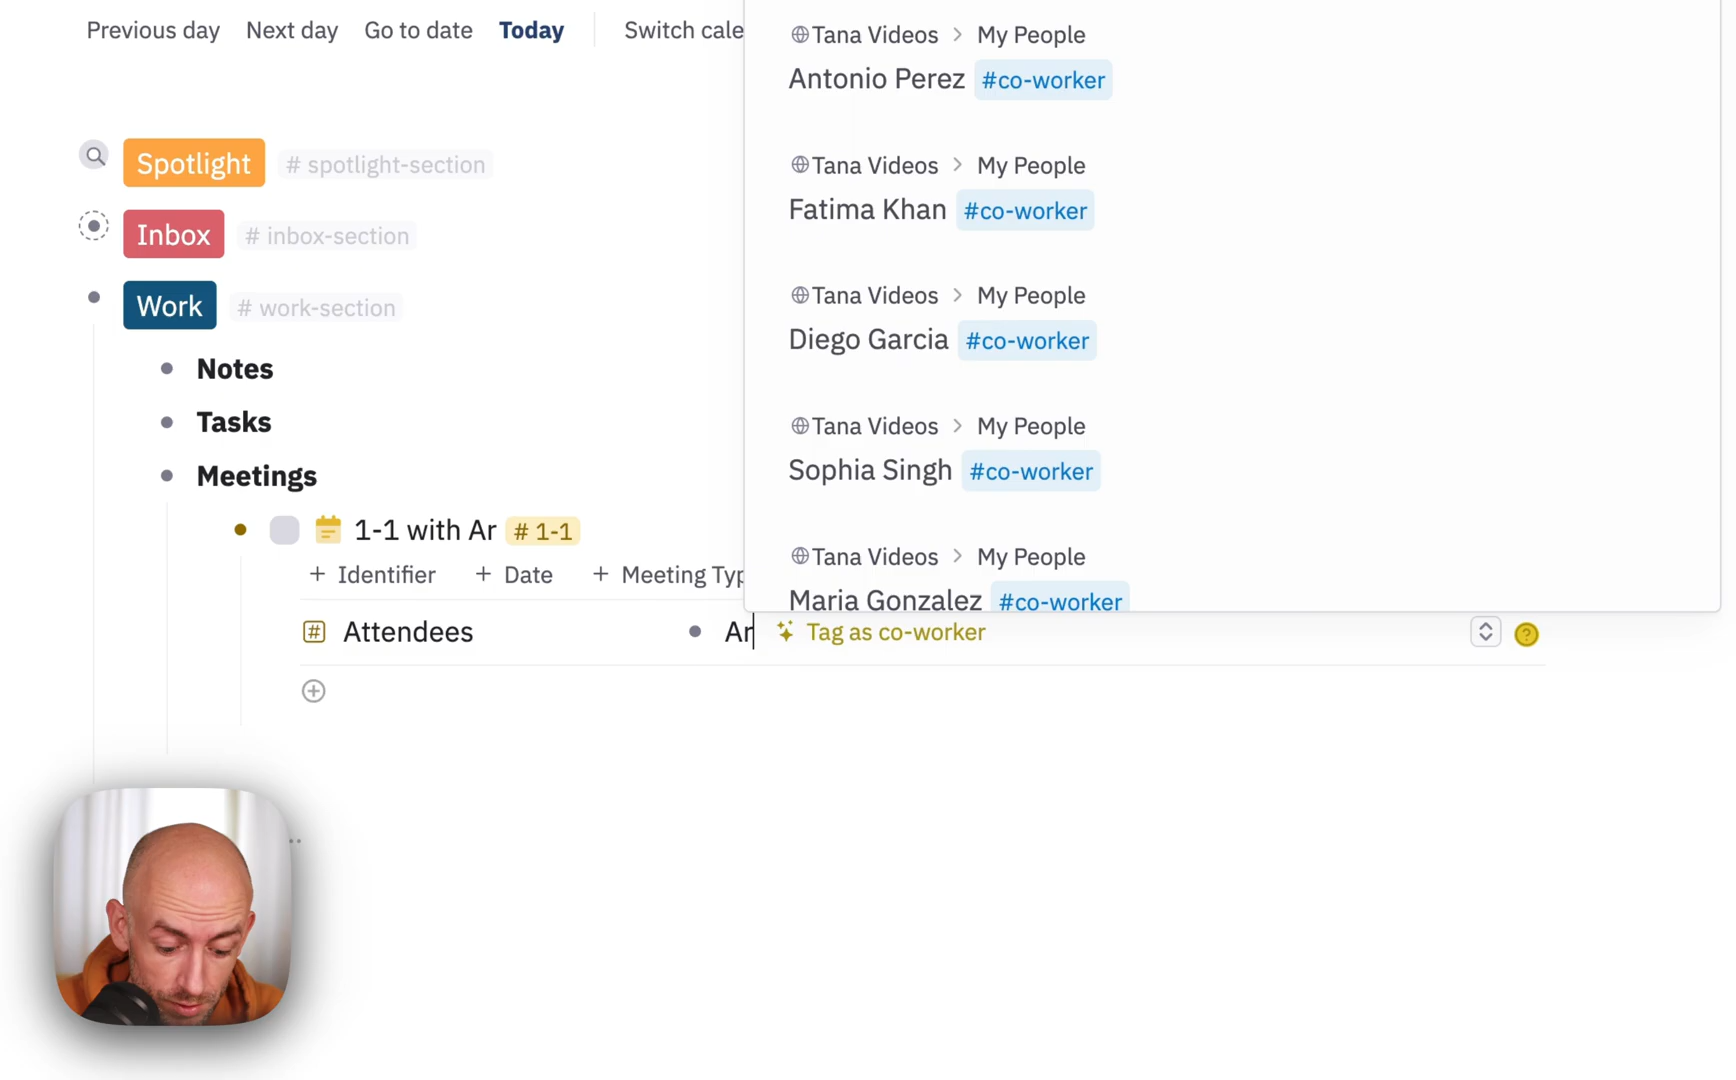 Previous day Next day Go to date Today Switch cale
Tana Videos > My People
Antonio Perez #co-worker
Tana Videos > My People
Fatima Khan #co-worker
Tana Videos > My People
Diego Garcia #co-worker
Tana Videos > My People
Sophia Singh #co-worker
Tana Videos > My People
Maria Gonzalez #co-worker
Spotlight # spotlight-section
Inbox # inbox-section
Work # work-section
Notes
Tasks
Meetings
1-1 with Ar # 1-1
+ Identifier + Date + Meeting Typ
# Attendees Ar Tag as co-worker ?